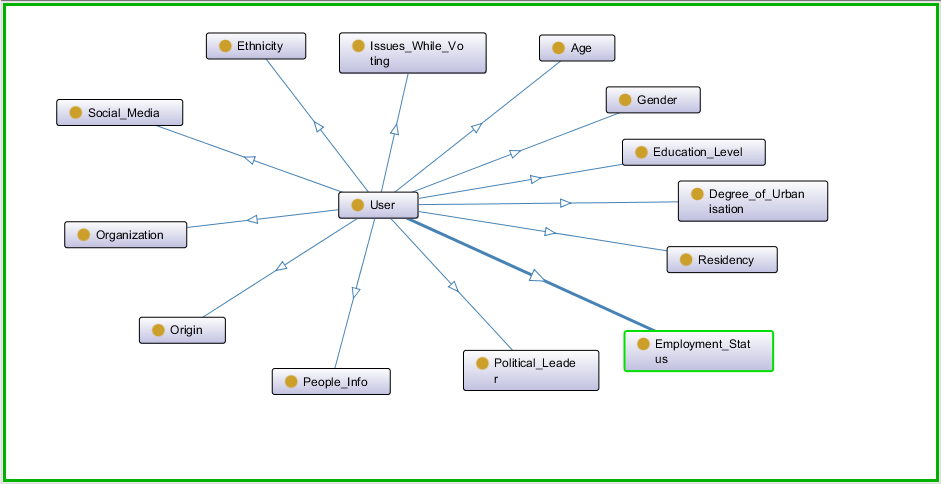 Ethnicity
Issues_While_Vo
ting
Age
Gender
Social_Media
Education_Level
Degree_of_Urban
isation
User
Organization
Residency
Origin
Employment_Stat
us
Political_Leade
r
People_Info